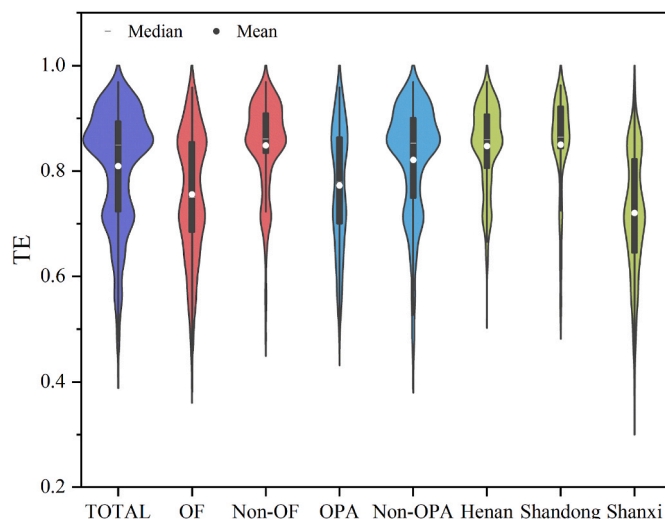 – Median ● Mean
1.0
0.8
0.6
0.4
0.2
TE
TOTAL OF Non-OF OPA Non-OPA Henan Shandong Shanxi